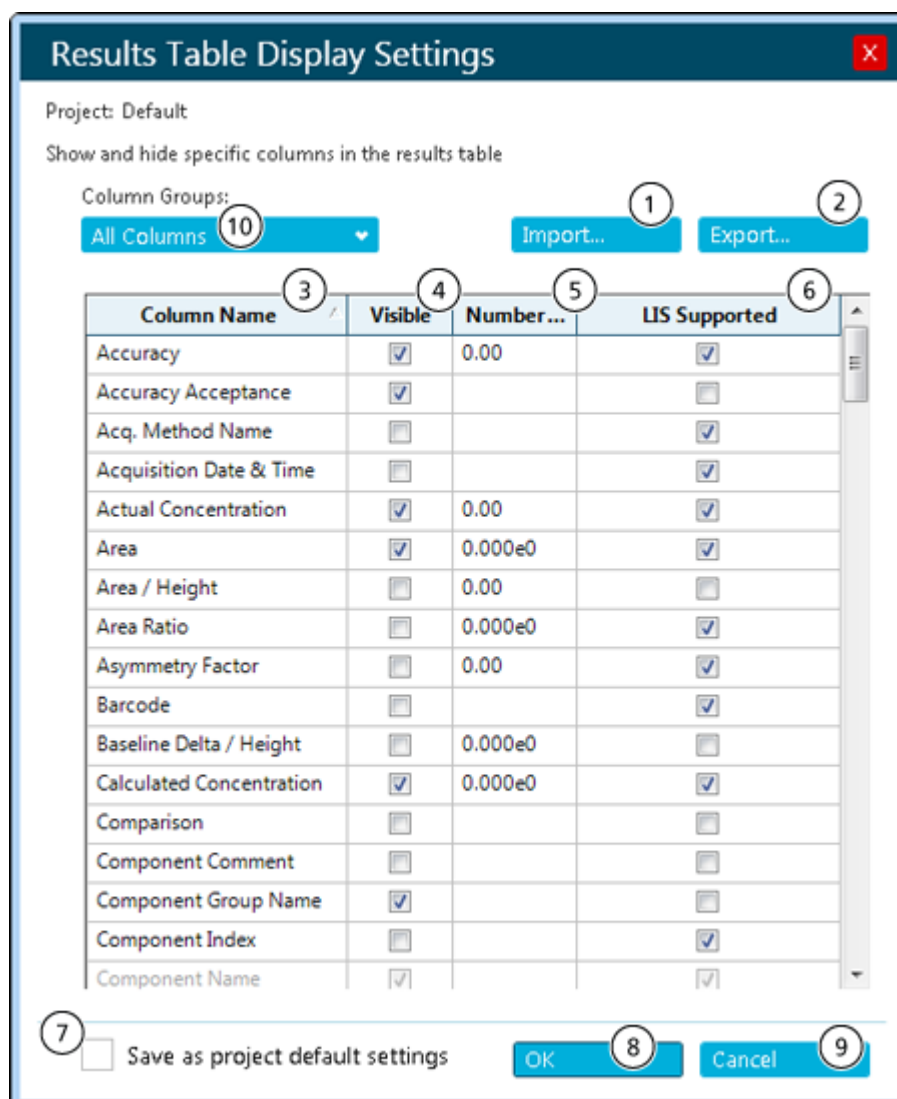 Results Table Display Settings X
Project: Default
Show and hide specific columns in the results table
Column Groups:
All Columns 10 Import... 1 Export... 2
Column Name 3 Visible 4 Number... 5 LIS Supported 6
Accuracy 0.00
Accuracy Acceptance
Acq. Method Name
Acquisition Date & Time
Actual Concentration 0.00
Area 0.000e0
Area / Height 0.00
Area Ratio 0.000e0
Asymmetry Factor 0.00
Barcode
Baseline Delta / Height 0.000e0
Calculated Concentration 0.000e0
Comparison
Component Comment
Component Group Name
Component Index
Component Name
7 Save as project default settings OK 8 Cancel 9